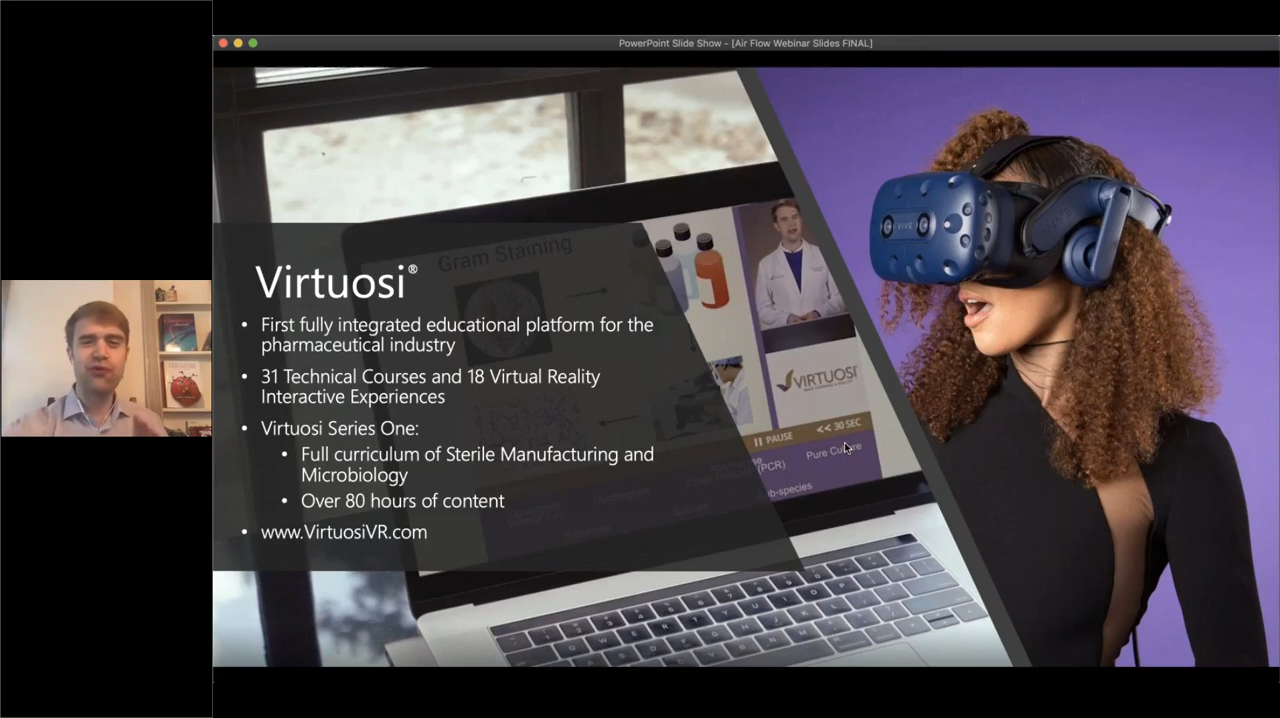 PowerPoint Slide Show - [Air Flow Webinar Slides FINAL]
Gram Staining
Virtuosi®
• First fully integrated educational platform for the
pharmaceutical industry
• 31 Technical Courses and 18 Virtual Reality
Interactive Experiences
• Virtuosi Series One:
• Full curriculum of Sterile Manufacturing and
Microbiology
• Over 80 hours of content
• www.VirtuosiVR.com
VIRTUOSI
PAUSE
<< 30 SEC
(PCR)
Pure Culture
VIVE